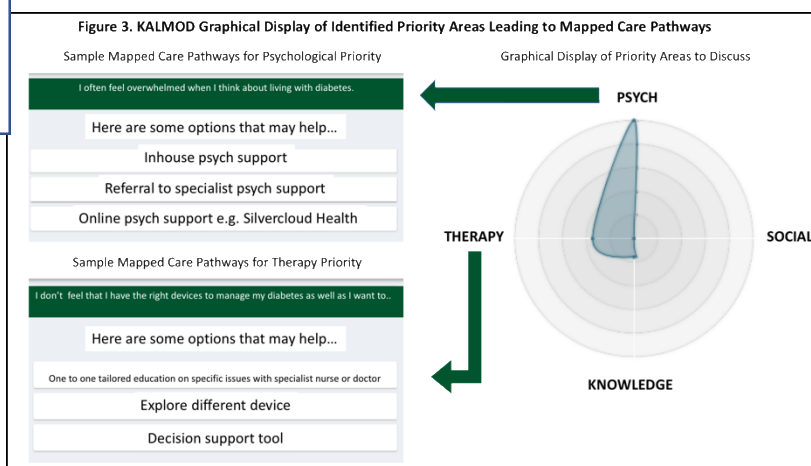 Figure 3. KALMOD Graphical Display of Identified Priority Areas Leading to Mapped Care Pathways
Sample Mapped Care Pathways for Psychological Priority
I often feel overwhelmed when I think about living with diabetes.
Here are some options that may help...
Inhouse psych support
Referral to specialist psych support
Online psych support e.g. Silvercloud Health
Sample Mapped Care Pathways for Therapy Priority
I don't feel that I have the right devices to manage my diabetes as well as I want to..
Here are some options that may help...
One to one tailored education on specific issues with specialist nurse or doctor
Explore different device
Decision support tool
Graphical Display of Priority Areas to Discuss
PSYCH
THERAPY
SOCIAL
KNOWLEDGE